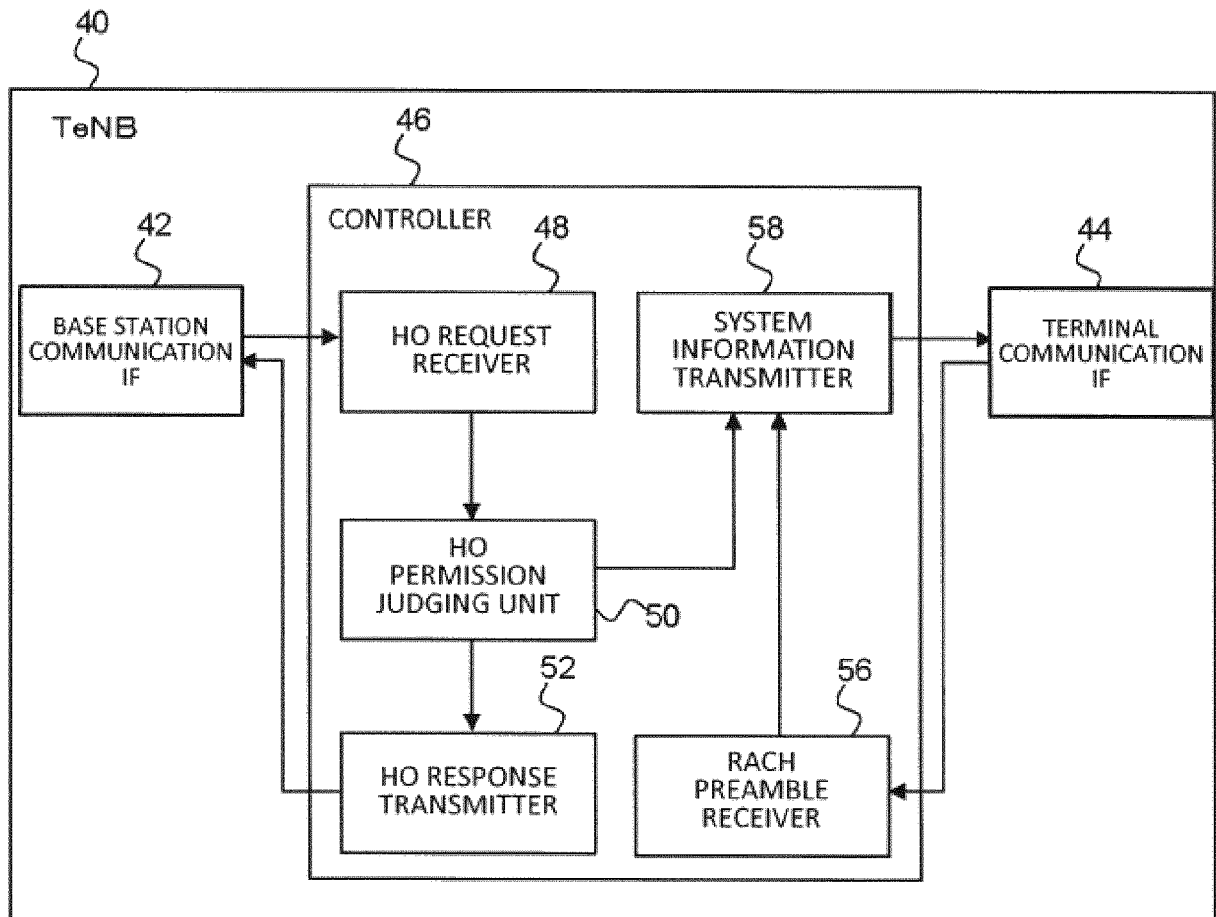 40
TeNB
46
CONTROLLER
42
48
58
44
BASE STATION
COMMUNICATION
IF
HO REQUEST
RECEIVER
SYSTEM
INFORMATION
TRANSMITTER
TERMINAL
COMMUNICATION
IF
HO
PERMISSION
JUDGING UNIT
50
52
56
HO RESPONSE
TRANSMITTER
RACH
PREAMBLE
RECEIVER